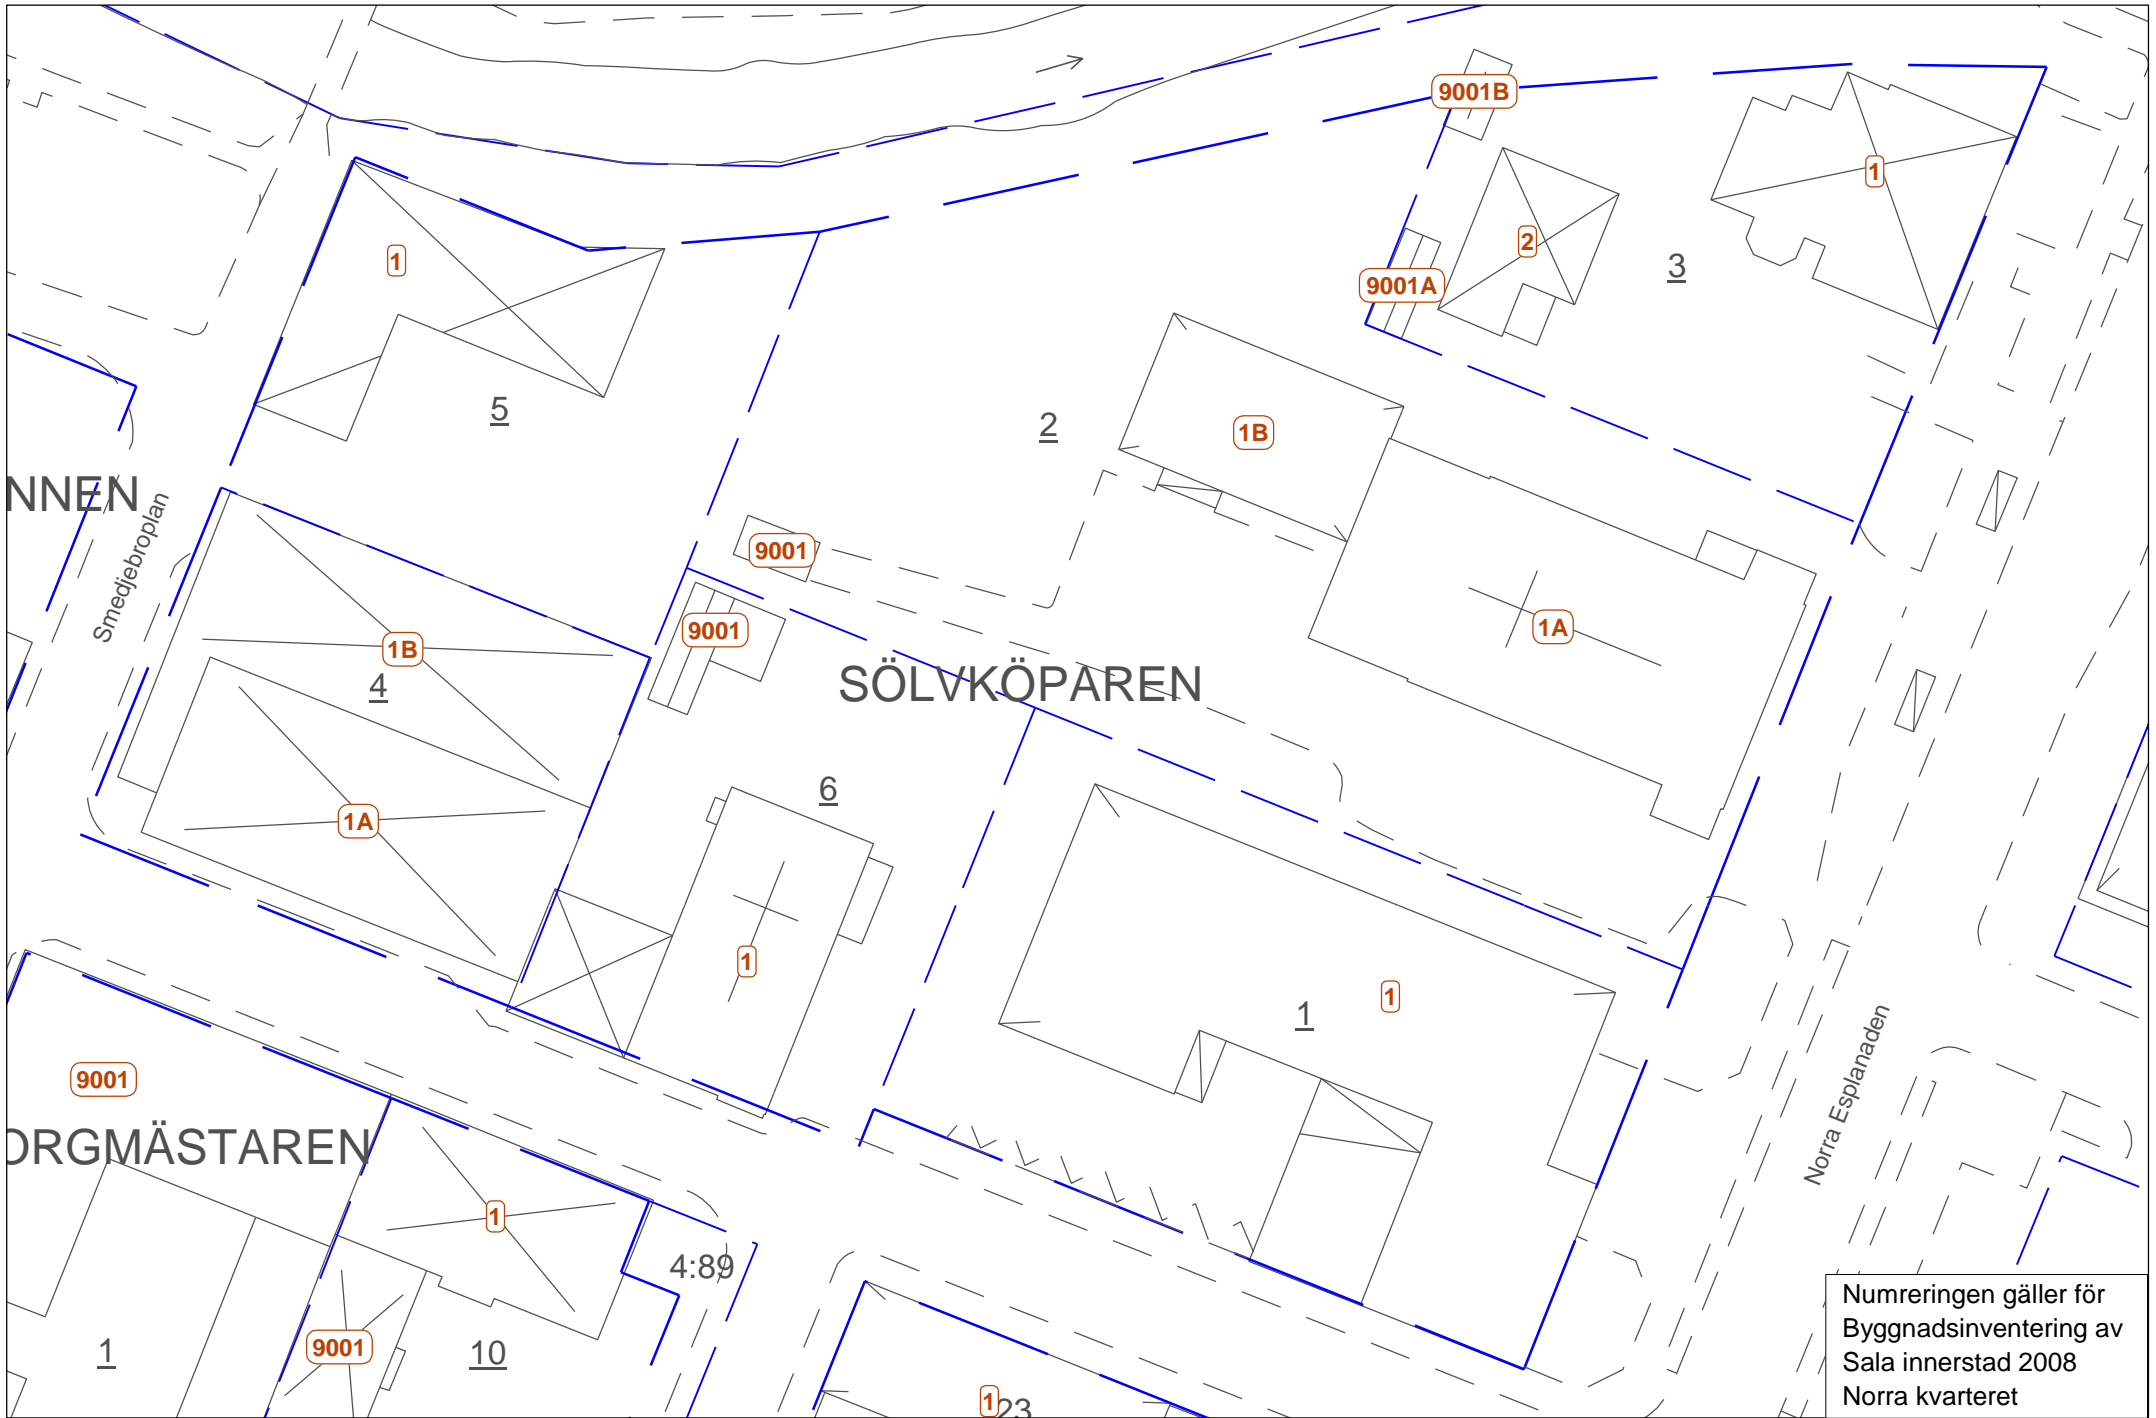 9001B
1
1
2
3
9001A
5
2
1B
NNEN
Smedjebroplan
9001
9001
1A
1B
4
SÖLVKÖPAREN
6
1A
1
1
1
Norra Esplanaden
9001
ORGMÄSTAREN
1
4:89
9001
1
10
1
23
Numreringen gäller för
Byggnadsinventering av
Sala innerstad 2008
Norra kvarteret